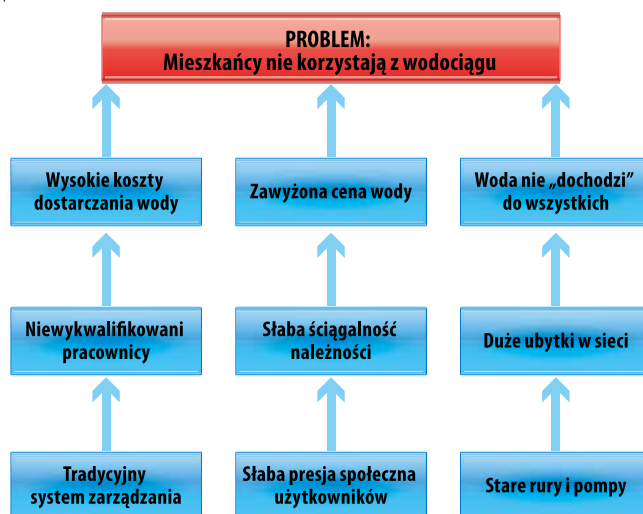 PROBLEM:
Mieszkańcy nie korzystają z wodociągu
Wysokie koszty
dostarczania wody
Zawyżona cena wody
Woda nie „dochodzi”
do wszystkich
Niewykwalifikowani
pracownicy
Słaba ściągalność
należności
Duże ubytki w sieci
Tradycyjny
system zarządzania
Słaba presja społeczna
użytkowników
Stare rury i pompy